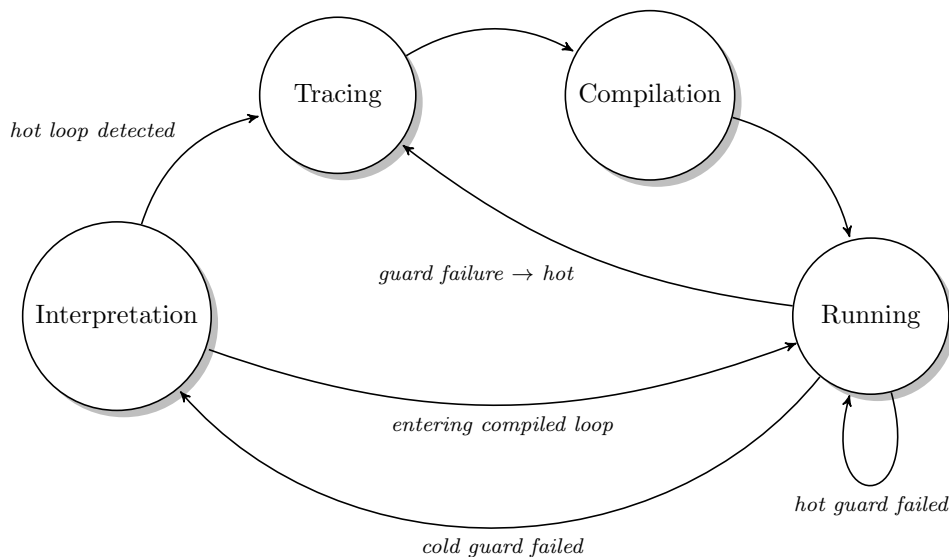 Tracing
Compilation
hot loop detected
guard failure → hot
Interpretation
Running
entering compiled loop
hot guard failed
cold guard failed